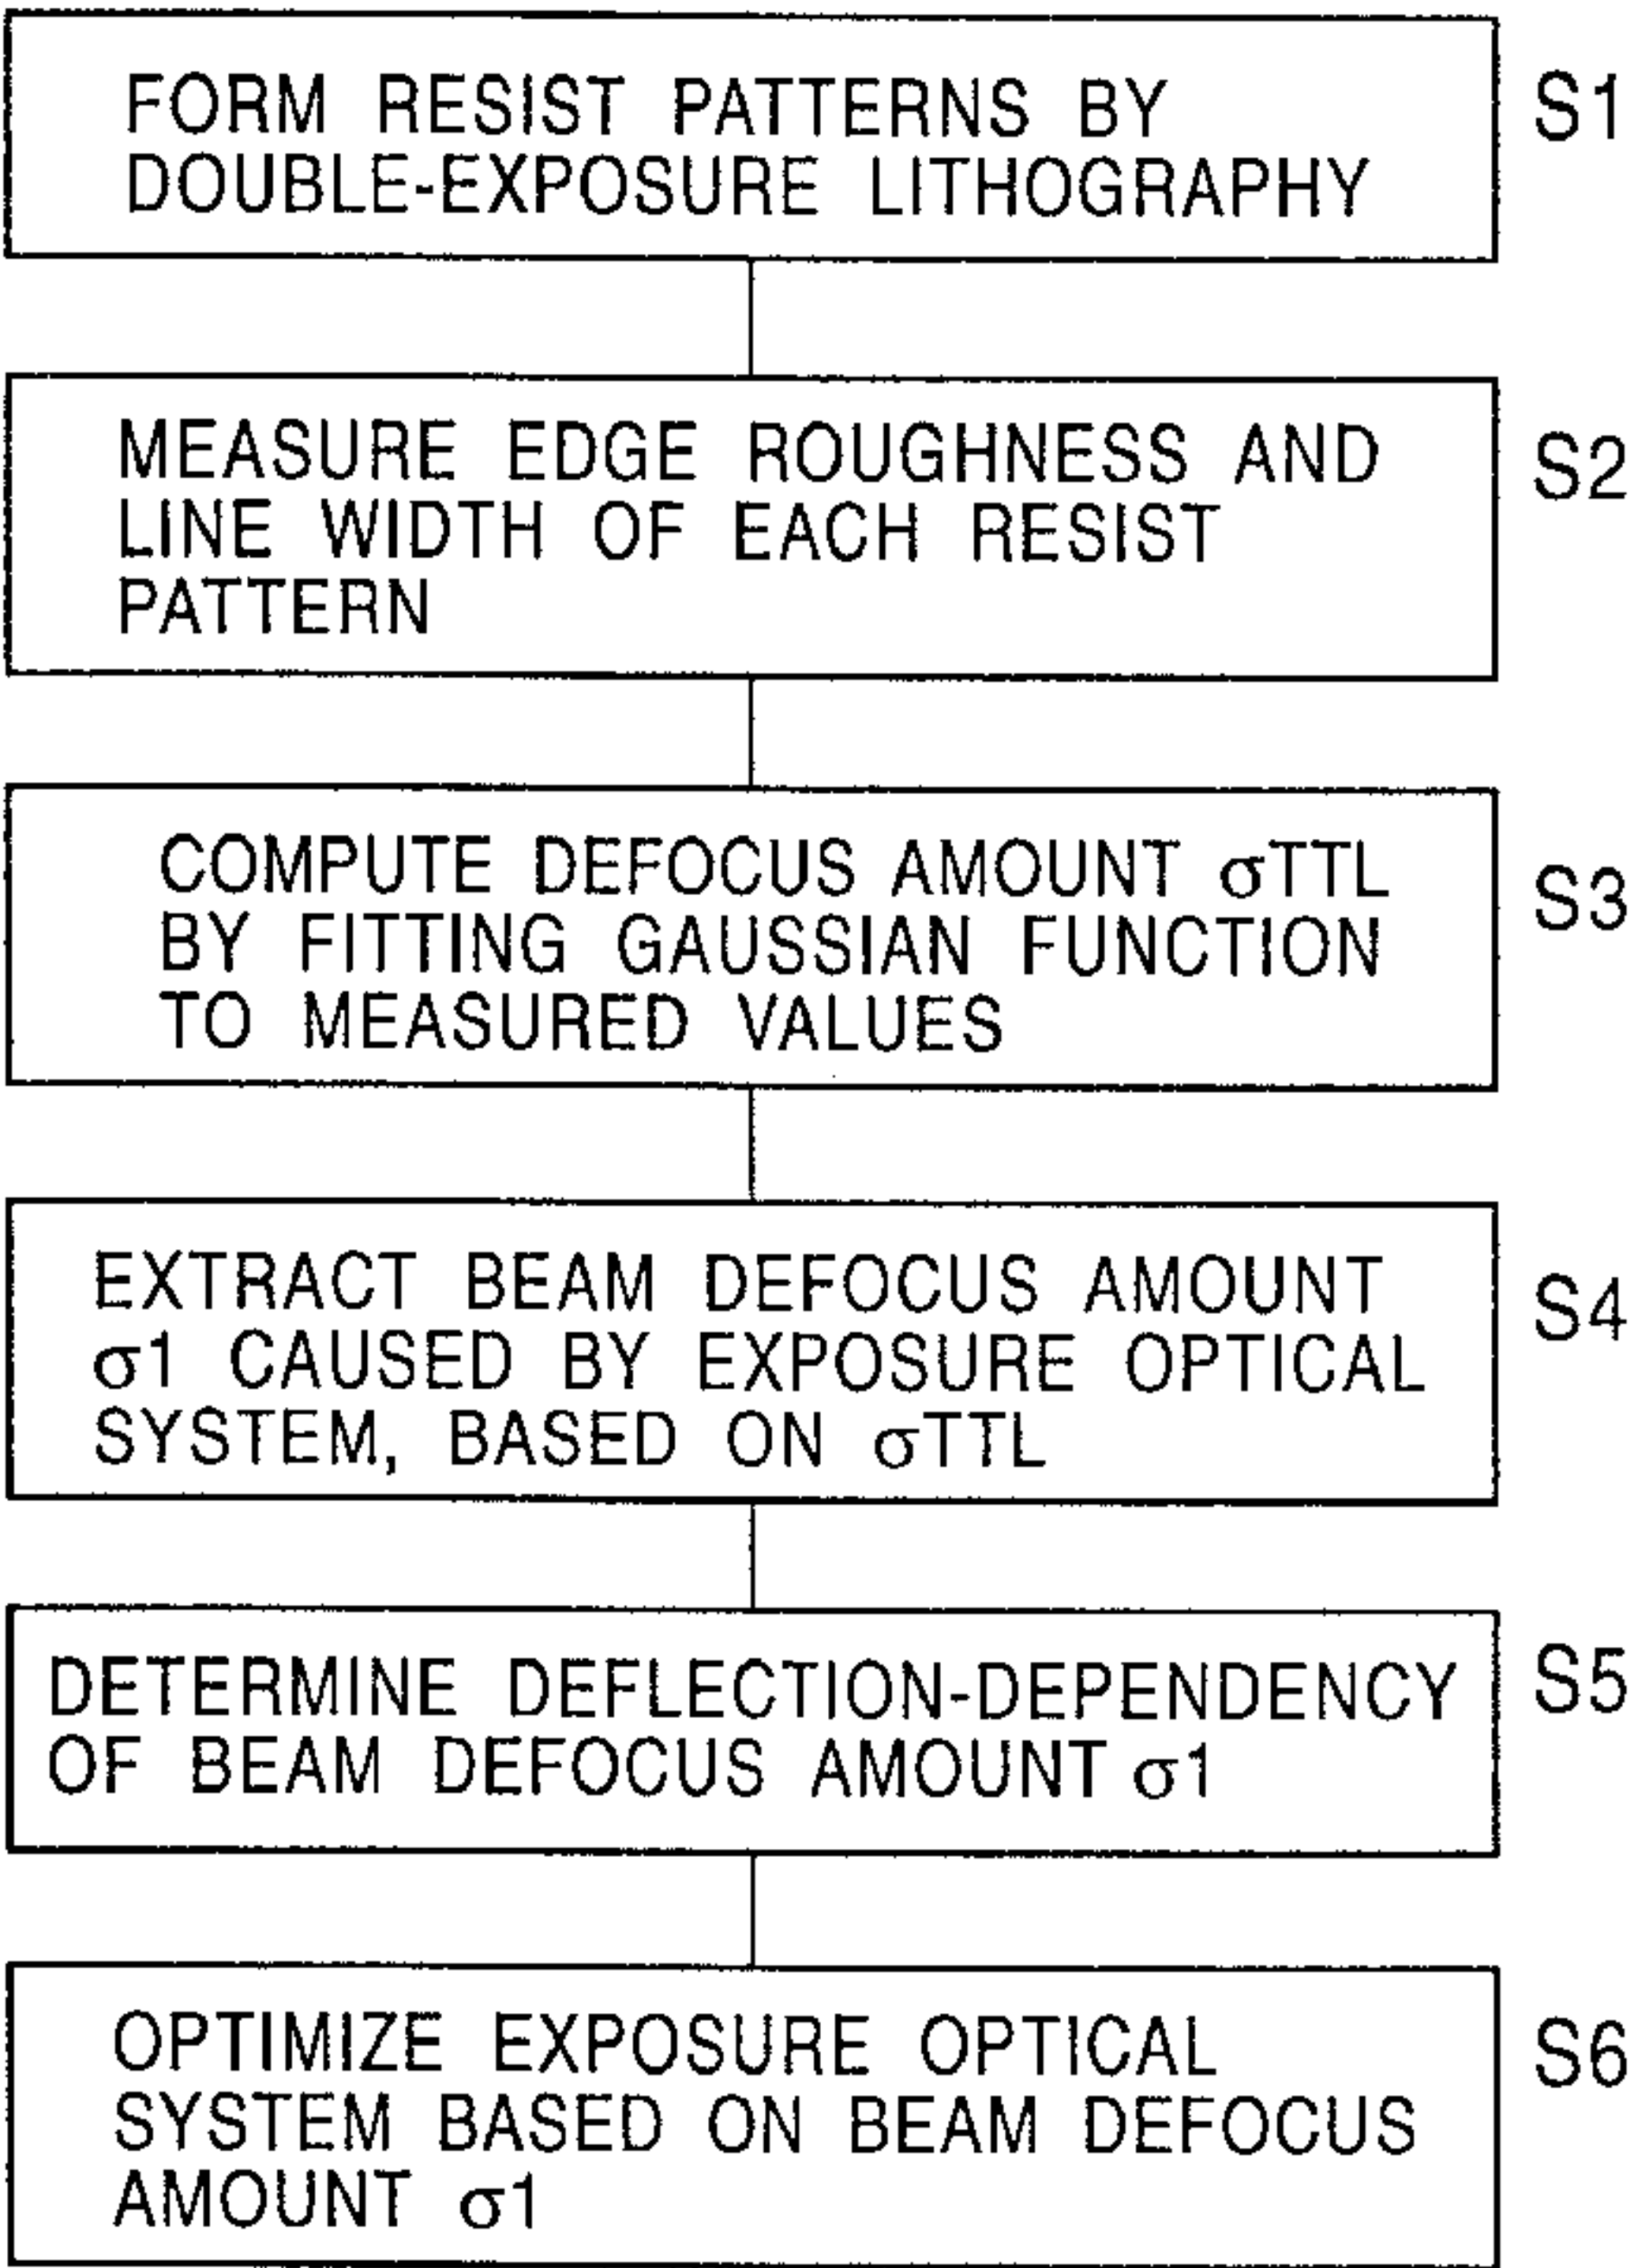 FORM RESIST PATTERNS BY
DOUBLE-EXPOSURE LITHOGRAPHY
S1
MEASURE EDGE ROUGHNESS AND
LINE WIDTH OF EACH RESIST
PATTERN
S2
COMPUTE DEFOCUS AMOUNT σTTL
BY FITTING GAUSSIAN FUNCTION
TO MEASURED VALUES
S3
EXTRACT BEAM DEFOCUS AMOUNT
σ1 CAUSED BY EXPOSURE OPTICAL
SYSTEM, BASED ON σTTL
S4
DETERMINE DEFLECTION-DEPENDENCY
OF BEAM DEFOCUS AMOUNT σ1
S5
OPTIMIZE EXPOSURE OPTICAL
SYSTEM BASED ON BEAM DEFOCUS
AMOUNT σ1
S6